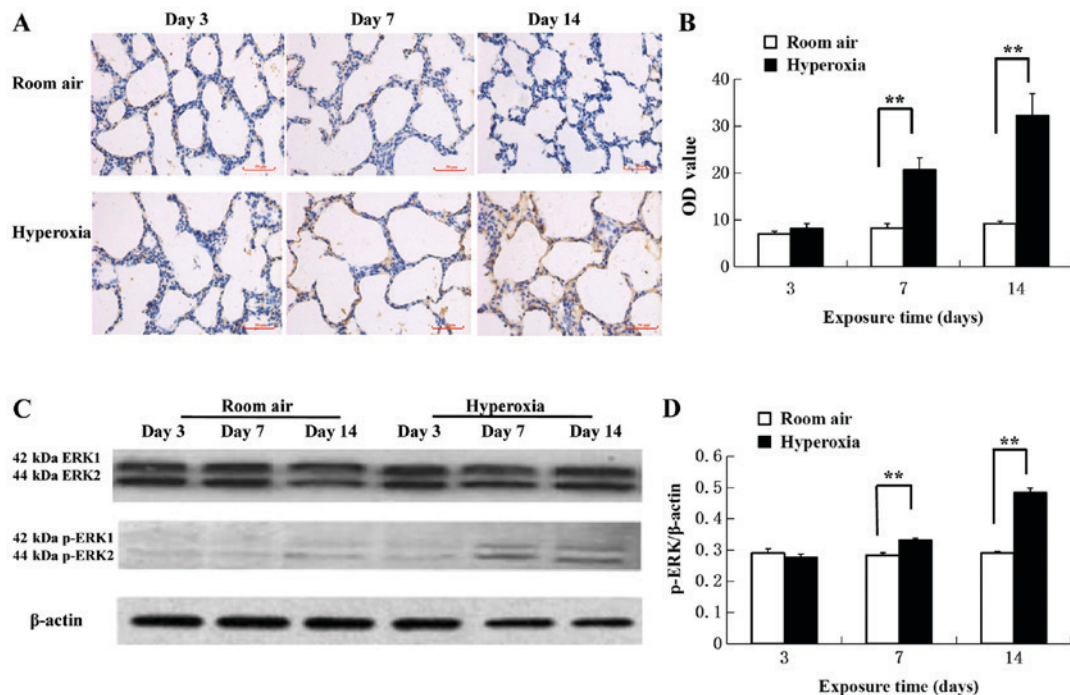 A
Day 3 Day 7 Day 14
Room air
Hyperoxia
B
Room air
Hyperoxia
**
**
OD value
40
30
20
10
0
3 7 14
Exposure time (days)
C
Room air Hyperoxia
Day 3 Day 7 Day 14 Day 3 Day 7 Day 14
42 kDa ERK1
44 kDa ERK2
42 kDa p-ERK1
44 kDa p-ERK2
β-actin
D
Room air
Hyperoxia
**
**
p-ERK/β-actin
0.6
0.5
0.4
0.3
0.2
0.1
0
3 7 14
Exposure time (days)